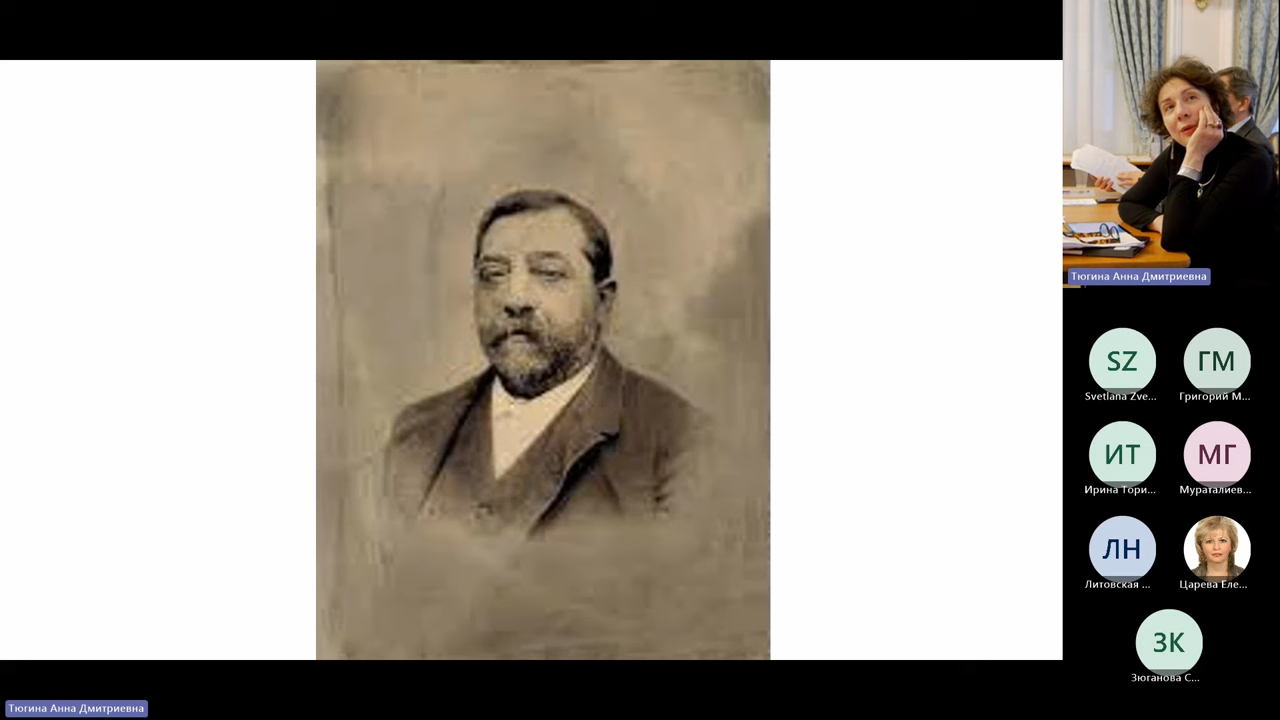 Тюгина Анна Дмитриевна
SZ
ГМ
Svetlana Zve...
Григорий М...
ИТ
МГ
Ирина Тори...
Мураталиев...
ЛН
Литовская ...
Царева Еле...
ЗК
Зюганова С...
Тюгина Анна Дмитриевна